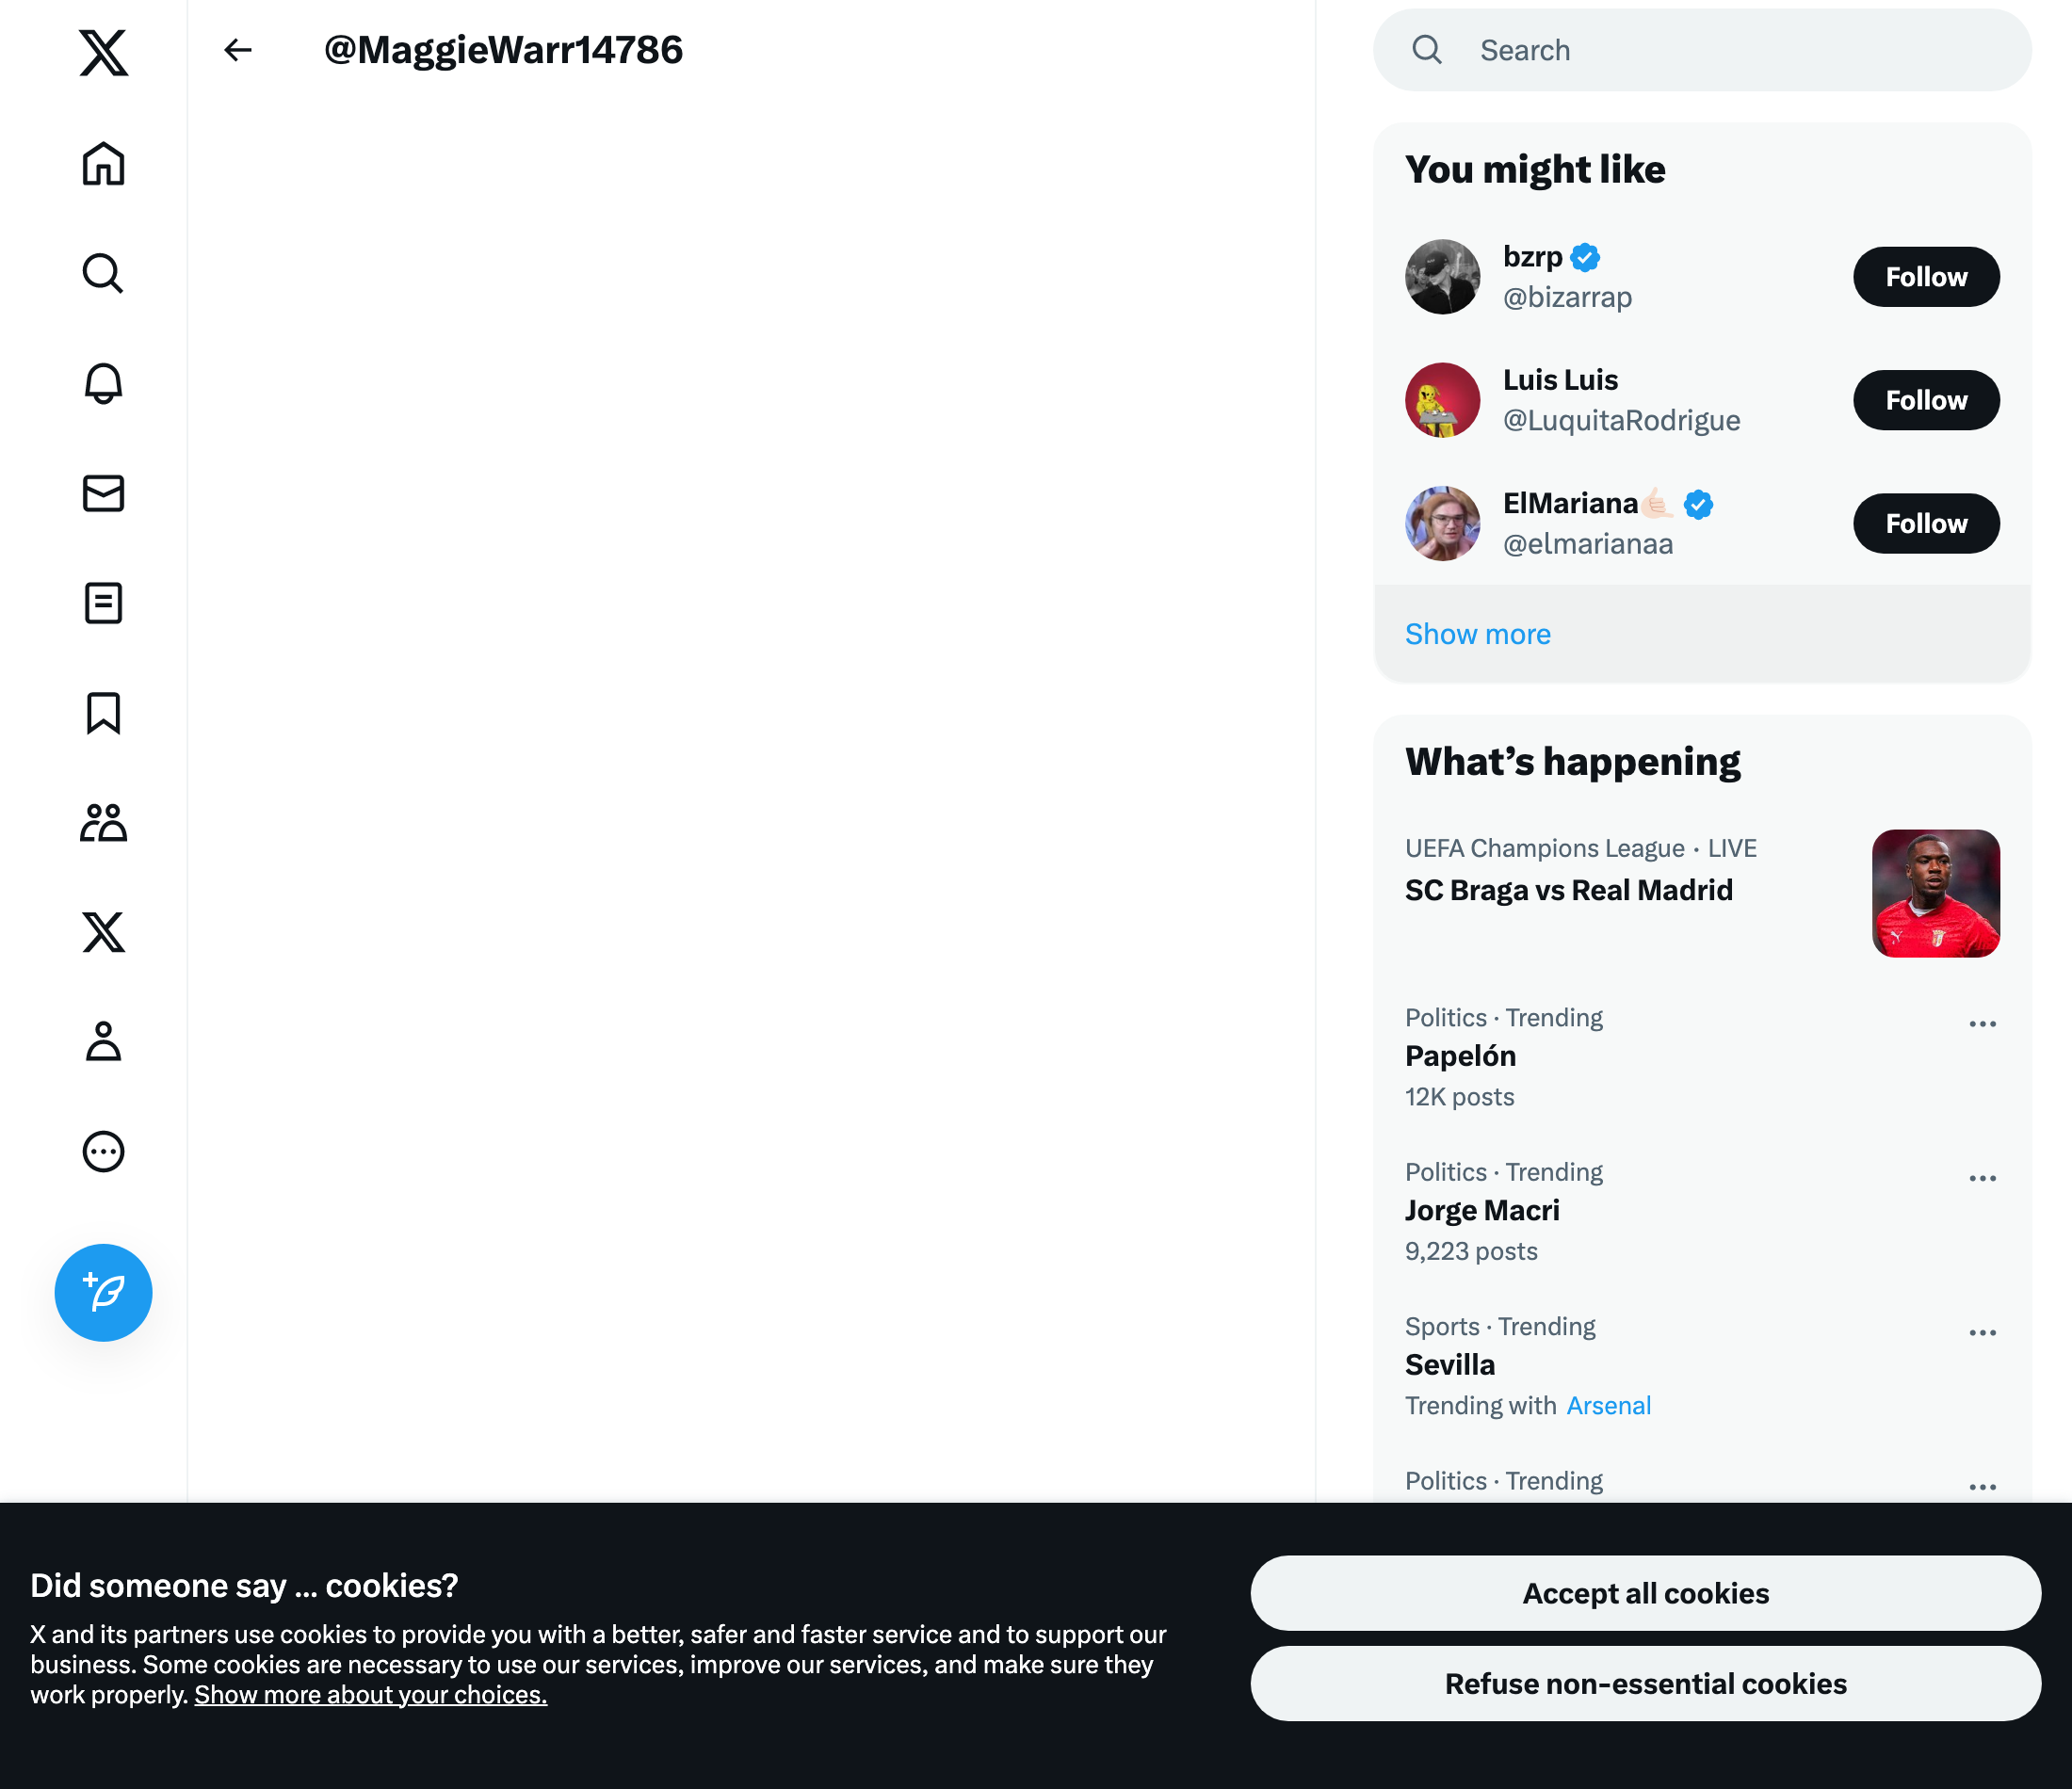 @MaggieWarr14786
Search
You might like
bzrp
@bizarrap
Follow
Luis Luis
@LuquitaRodrigue
Follow
ElMariana🤙🏻
@elmarianaa
Follow
Show more
What’s happening
UEFA Champions League · LIVE
SC Braga vs Real Madrid
Politics · Trending
Papelón
12K posts
Politics · Trending
Jorge Macri
9,223 posts
Sports · Trending
Sevilla
Trending with Arsenal
Politics · Trending
Did someone say … cookies?
X and its partners use cookies to provide you with a better, safer and faster service and to support our
business. Some cookies are necessary to use our services, improve our services, and make sure they
work properly. Show more about your choices.
Accept all cookies
Refuse non-essential cookies